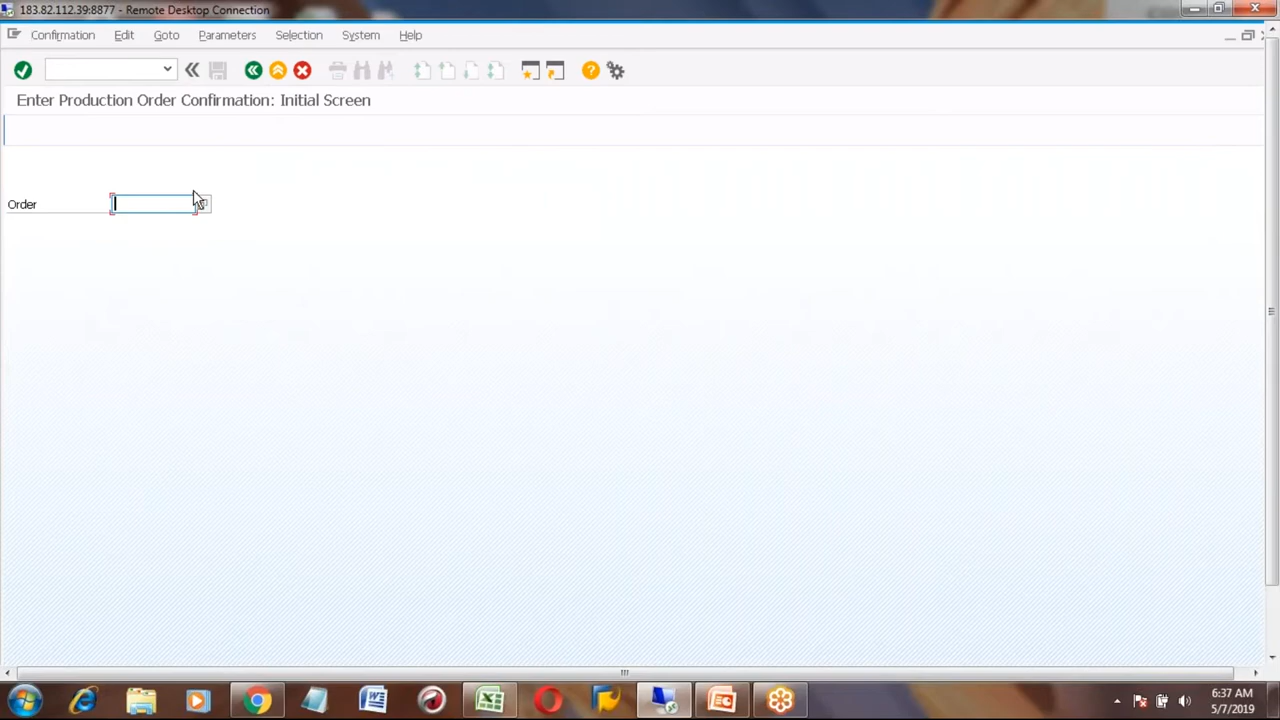 183.82.112.39:8877 - Remote Desktop Connection
Confirmation Edit Goto Parameters Selection System Help
Enter Production Order Confirmation: Initial Screen
Order
6:37 AM
5/7/2019